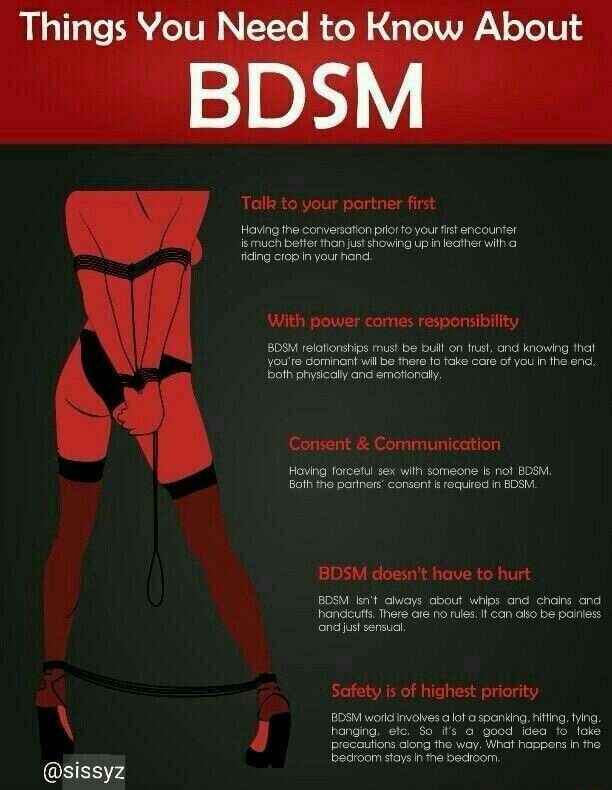 Things You Need to Know About
BDSM
Talk to your partner first
Having the conversation prior to your first encounter
is much better than just showing up in leather with a
riding crop in your hand.
With power comes responsibility
BDSM relationships must be built on trust, and knowing that
you're dominant will be there to take care of you in the end,
both physically and emotionally.
Consent & Communication
Having forceful sex with someone is not BDSM.
Both the partners' consent is required in BDSM.
BDSM doesn't have to hurt
BDSM isn't always about whips and chains and
handcuffs. There are no rules. It can also be painless
and just sensual.
Safety is of highest priority
BDSM world involves a lot a spanking, hitting, tying,
hanging, etc. So it's a good idea to take
precautions along the way. What happens in the
bedroom stays in the bedroom.
@sissyz